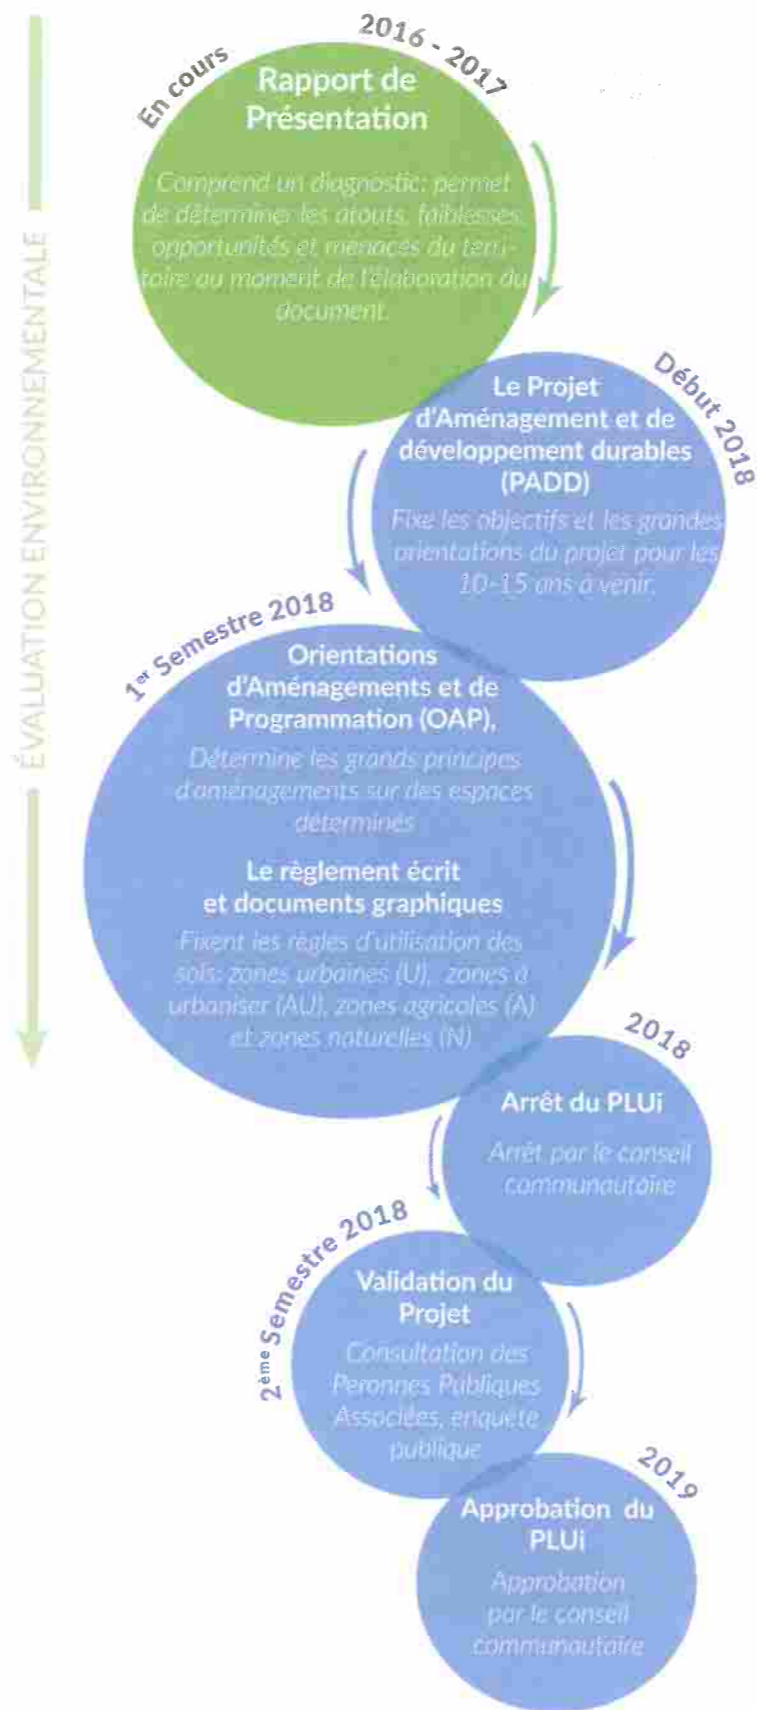 ÉVALUATION ENVIRONNEMENTALE
En cours
2016 - 2017
Rapport de
Présentation
Comprend un diagnostic: permet
de déterminer les atouts, faiblesses,
opportunités et menaces du terri-
toire au moment de l'élaboration du
document.
Début 2018
Le Projet
d'Aménagement et de
développement durables
(PADD)
Fixe les objectifs et les grandes
orientations du projet pour les
10-15 ans à venir.
1er Semestre 2018
Orientations
d'Aménagements et de
Programmation (OAP),
Détermine les grands principes
d'aménagements sur des espaces
déterminés
Le règlement écrit
et documents graphiques
Fixent les règles d'utilisation des
sols: zones urbaines (U), zones à
urbaniser (AU), zones agricoles (A)
et zones naturelles (N)
2018
Arrêt du PLUi
Arrêt par le conseil
communautaire
2ème Semestre 2018
Validation du
Projet
Consultation des
Peronnes Publiques
Associées, enquête
publique
2019
Approbation du
PLUi
Approbation
par le conseil
communautaire